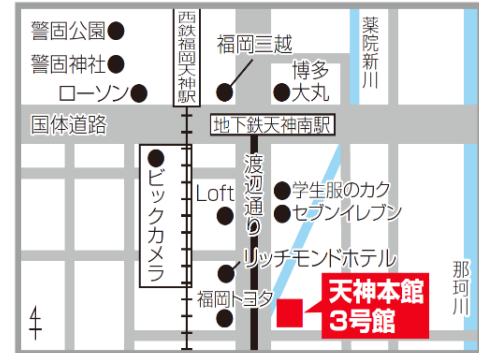 警固公園
警固神社
ローソン
西鉄福岡天神駅
福岡三越
博多
大丸
薬院新川
国体道路
地下鉄天神南駅
ビックカメラ
Loft
渡辺通り
学生服のカク
セブンイレブン
リッチモンドホテル
福岡トヨタ
天神本館
3号館
那珂川
4